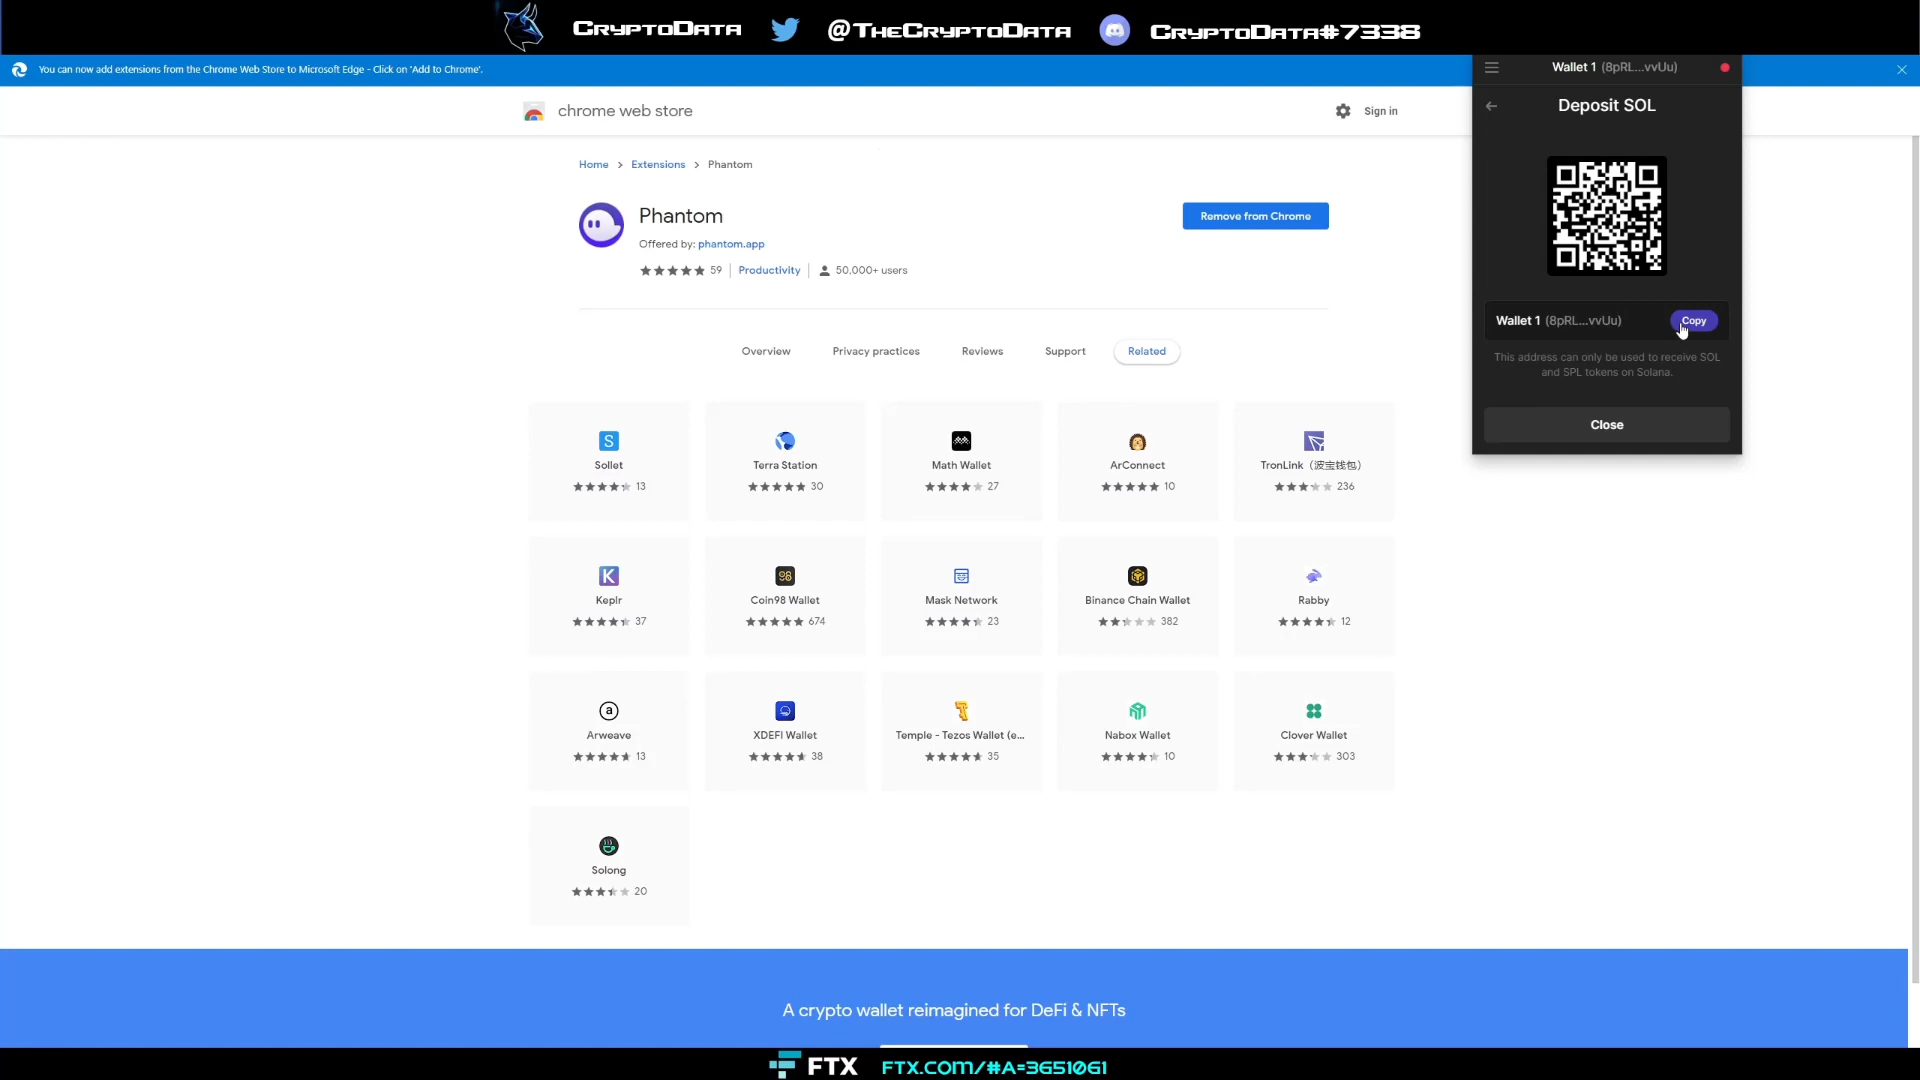 CryptoData @TheCryptoData CryptoData#7338
You can now add extensions from the Chrome Web Store to Microsoft Edge - Click on 'Add to Chrome'.
chrome web store
Sign in
Home > Extensions > Phantom
Phantom
Remove from Chrome
Offered by: phantom.app
59 Productivity 50,000+ users
Overview Privacy practices Reviews Support Related
Sollet Terra Station Math Wallet ArConnect TronLink（波宝钱包）
13 30 27 10 236
Keplr Coin98 Wallet Mask Network Binance Chain Wallet Rabby
37 674 23 382 12
Arweave XDEFI Wallet Temple - Tezos Wallet (e... Nabox Wallet Clover Wallet
13 38 35 10 303
Solong
20
A crypto wallet reimagined for DeFi & NFTs
Wallet 1 (8pRL...vvUu)
Deposit SOL
Wallet 1 (8pRL...vvUu) Copy
This address can only be used to receive SOL
and SPL tokens on Solana.
Close
FTX FTX.com/#a=3651061